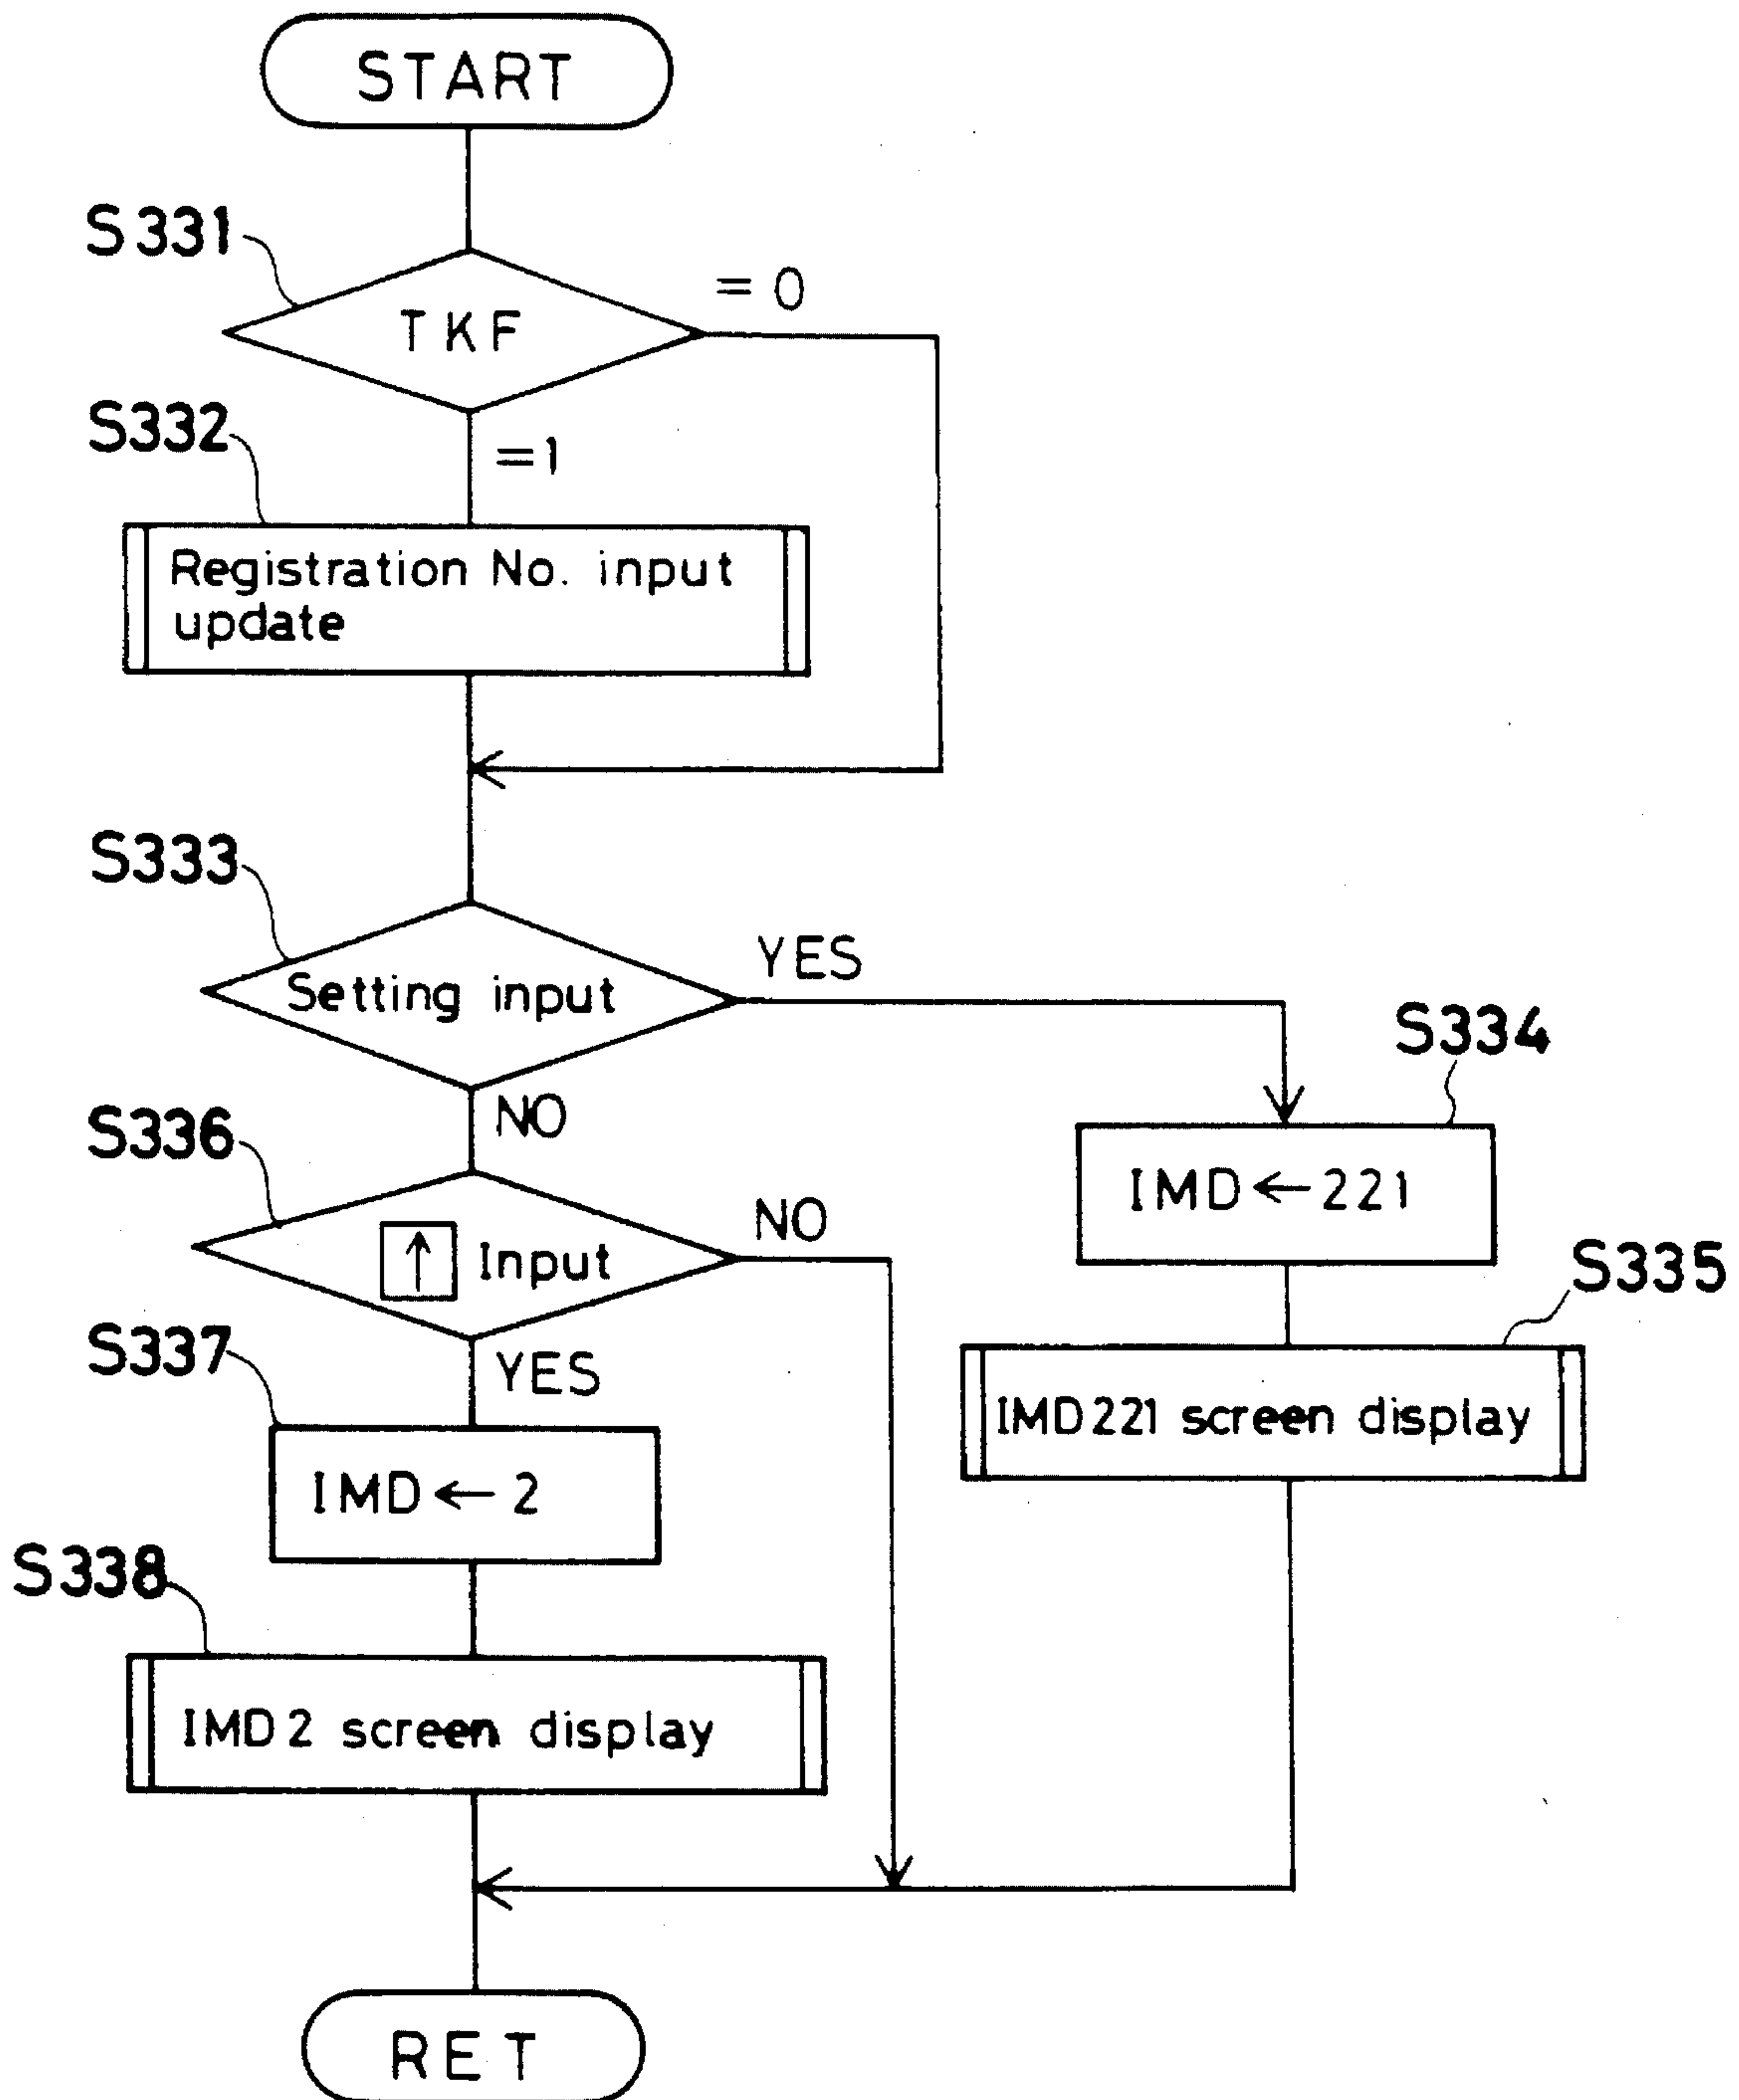 START
S331
TKF
= 0
S332
=1
Registration No. input
update
S333
Setting input
YES
NO
S334
IMD ← 221
S335
IMD221 screen display
S336
↑ Input
NO
YES
S337
IMD ← 2
S338
IMD2 screen display
RET